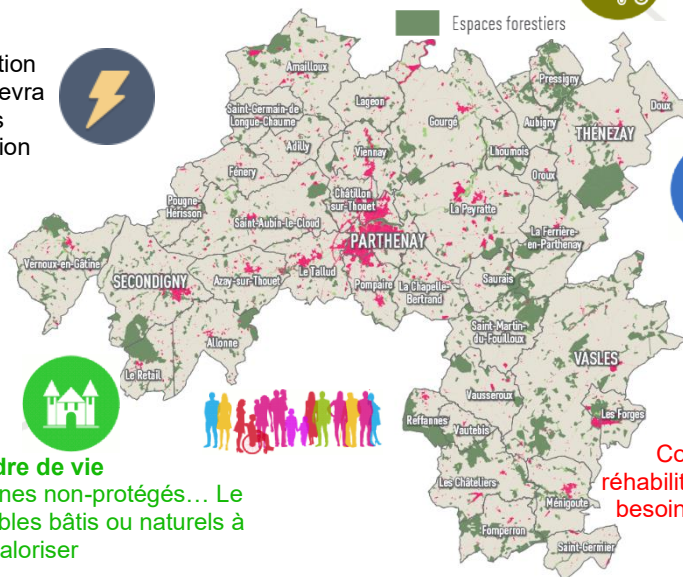 Espaces forestiers
tion
evra
s
ion
Amailloux
Pressigny
Lageon
Doux
Saint-Germain-de
Longue-Chaume
Gourgé
Aubigny
THÉNEZAY
Adilly
Viennay
Lhoumois
Fénery
Oroux
Châtillon
sur-Thouet
Pougne-
Hérisson
La Peyratte
Saint-Aubin-le-Cloud
La Ferrière-
en-Parthenay
PARTHENAY
Vernoux-en-Gâtine
Le Tallud
SECONDIGNY
Azay-sur-Thouet
Pompaire
La Chapelle-
Bertrand
Saurais
Saint-Martin-
du-Fouilloux
Allonne
VASLES
Le Retail
Vausseroux
Reffannes
Les Forges
Vautebis
dre de vie
nes non-protégés… Le
bles bâtis ou naturels à
aloriser
Les Châteliers
Ménigoute
Fomperron
Saint-Germier
Co
réhabilit
besoin